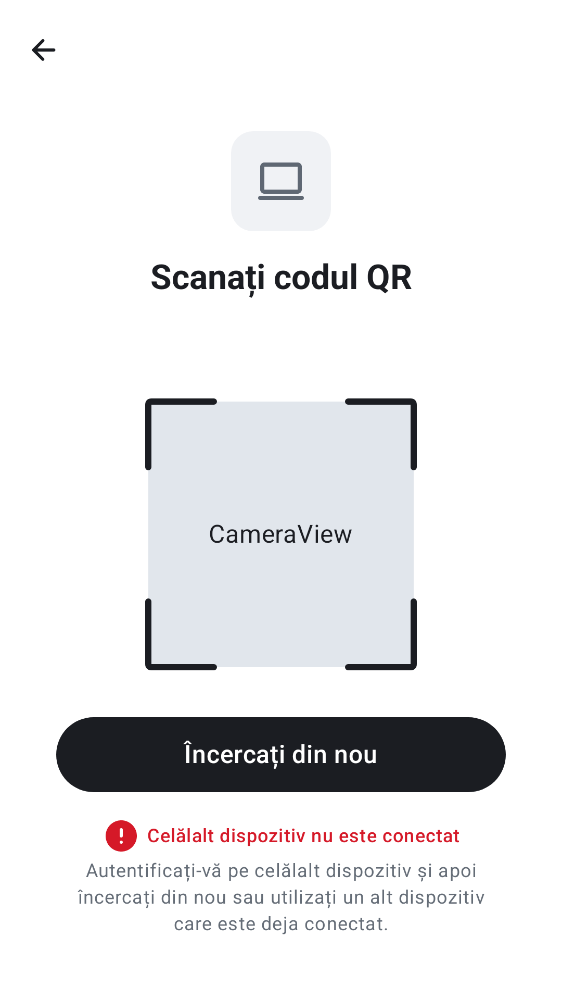 Scanați codul QR
CameraView
Încercați din nou
Celălalt dispozitiv nu este conectat
Autentificați-vă pe celălalt dispozitiv și apoi
încercați din nou sau utilizați un alt dispozitiv
care este deja conectat.